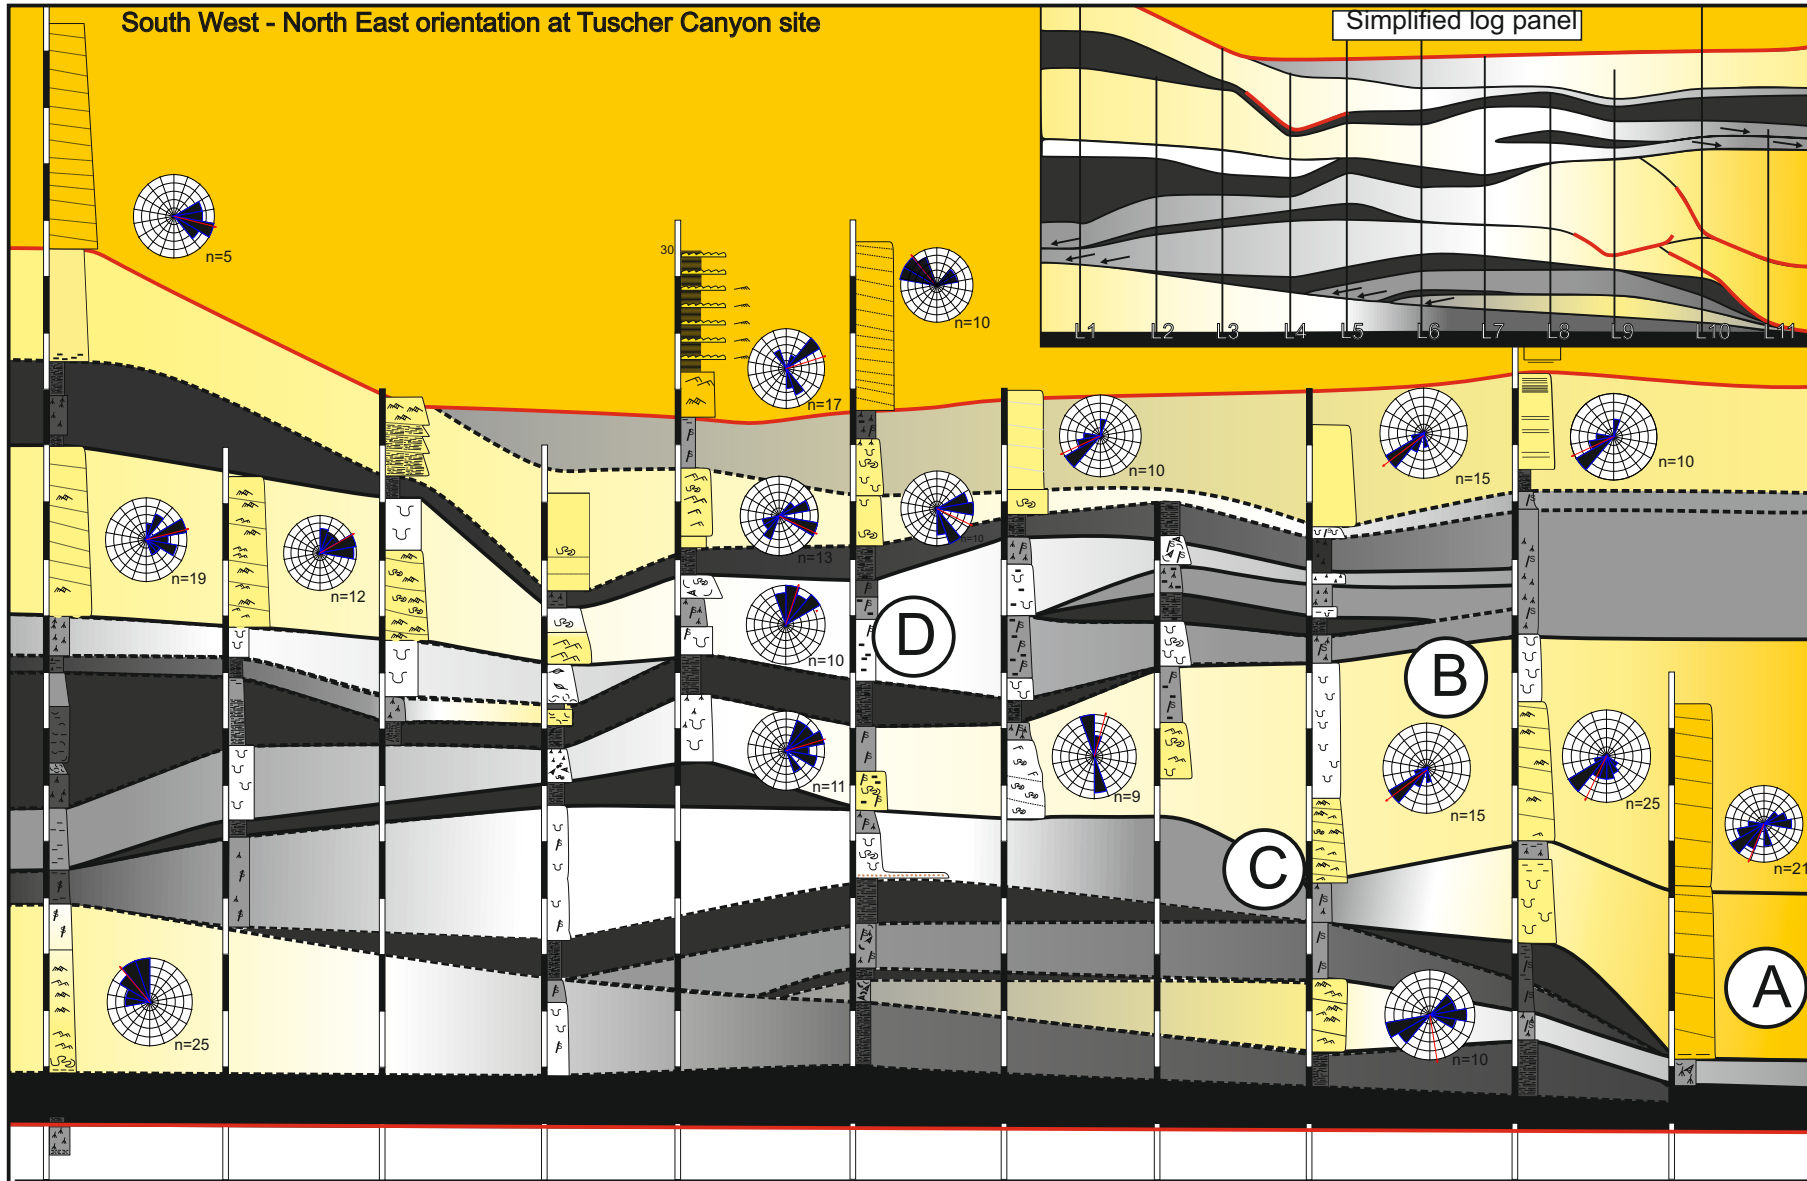 South West - North East orientation at Tuscher Canyon site
Simplified log panel
L1 L2 L3 L4 L5 L6 L7 L8 L9 L10 L11
n=5
30
n=10
n=17
n=10
n=15
n=10
n=19
n=12
n=13
n=10
n=10
D
B
n=11
n=9
n=15
n=25
n=21
C
A
n=25
n=10